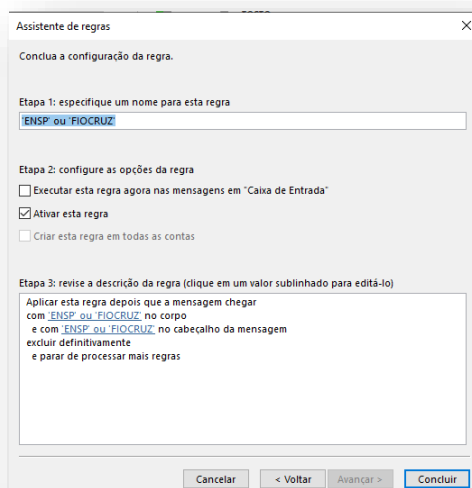 Assistente de regras
Conclua a configuração da regra.
Etapa 1: especifique um nome para esta regra
'ENSP' ou 'FIOCRUZ'
Etapa 2: configure as opções da regra
Executar esta regra agora nas mensagens em "Caixa de Entrada"
Ativar esta regra
Criar esta regra em todas as contas
Etapa 3: revise a descrição da regra (clique em um valor sublinhado para editá-lo)
Aplicar esta regra depois que a mensagem chegar
com 'ENSP' ou 'FIOCRUZ' no corpo
e com 'ENSP' ou 'FIOCRUZ' no cabeçalho da mensagem
excluir definitivamente
e parar de processar mais regras
Cancelar < Voltar Avançar > Concluir